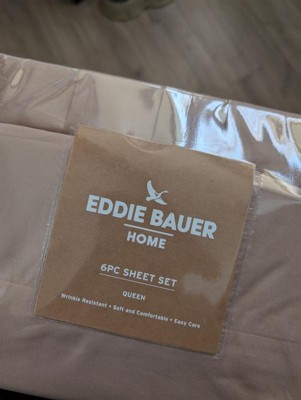 EDDIE BAUER
HOME
6PC SHEET SET
QUEEN
Wrinkle Resistant • Soft and Comfortable • Easy Care